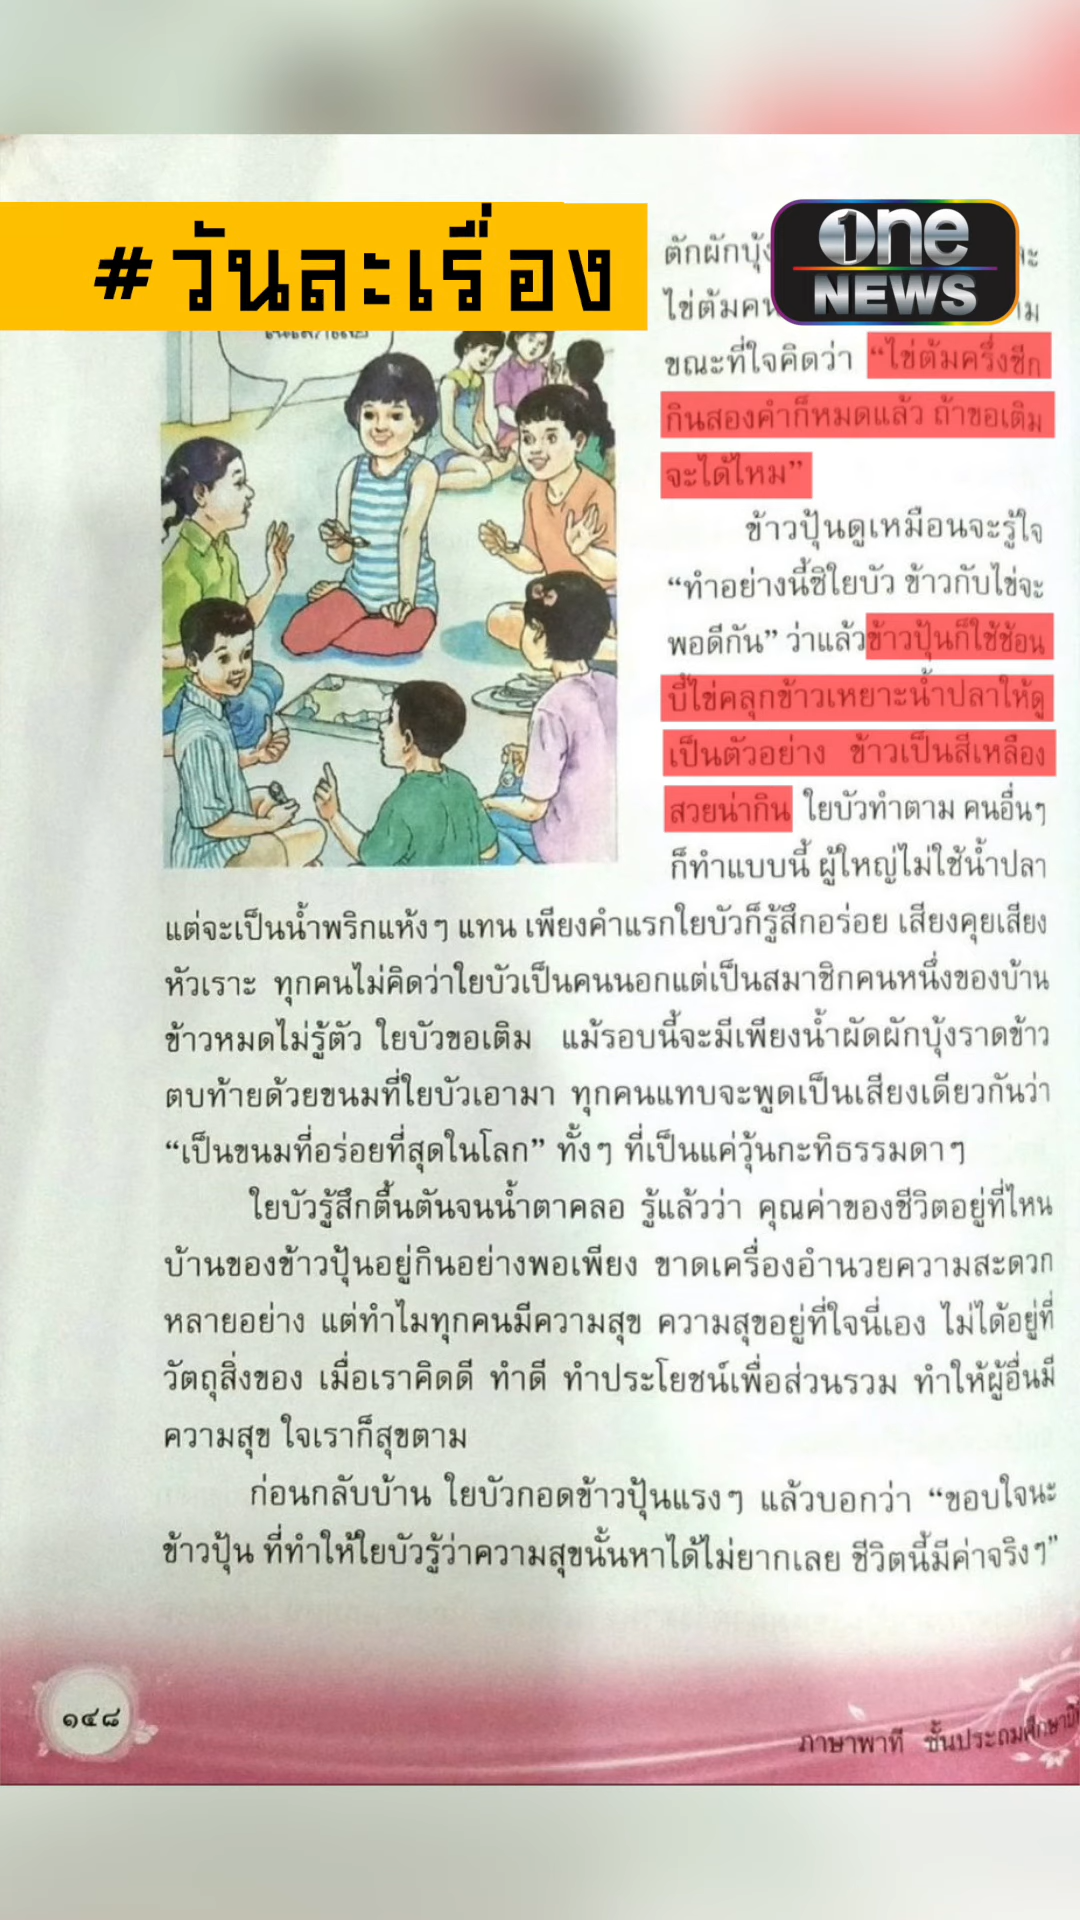 #วันละเรื่อง
one
NEWS
ตักผักบุ้ง
ไข่ต้มคน
ขณะที่ใจคิดว่า “ไข่ต้มครึ่งซีก
กินสองคำก็หมดแล้ว ถ้าขอเติม
จะได้ไหม”
ข้าวปุ้นดูเหมือนจะรู้ใจ
“ทำอย่างนี้ซิใยบัว ข้าวกับไข่จะ
พอดีกัน” ว่าแล้วข้าวปุ้นก็ใช้ช้อน
บี้ไข่คลุกข้าวเหยาะน้ำปลาให้ดู
เป็นตัวอย่าง ข้าวเป็นสีเหลือง
สวยน่ากิน ใยบัวทำตาม คนอื่นๆ
ก็ทำแบบนี้ ผู้ใหญ่ไม่ใช้น้ำปลา
แต่จะเป็นน้ำพริกแห้งๆ แทน เพียงคำแรกใยบัวก็รู้สึกอร่อย เสียงคุยเสียง
หัวเราะ ทุกคนไม่คิดว่าใยบัวเป็นคนนอกแต่เป็นสมาชิกคนหนึ่งของบ้าน
ข้าวหมดไม่รู้ตัว ใยบัวขอเติม แม้รอบนี้จะมีเพียงน้ำผัดผักบุ้งราดข้าว
ตบท้ายด้วยขนมที่ใยบัวเอามา ทุกคนแทบจะพูดเป็นเสียงเดียวกันว่า
“เป็นขนมที่อร่อยที่สุดในโลก” ทั้งๆ ที่เป็นแค่วุ้นกะทิธรรมดาๆ
ใยบัวรู้สึกตื้นตันจนน้ำตาคลอ รู้แล้วว่า คุณค่าของชีวิตอยู่ที่ไหน
บ้านของข้าวปุ้นอยู่กินอย่างพอเพียง ขาดเครื่องอำนวยความสะดวก
หลายอย่าง แต่ทำไมทุกคนมีความสุข ความสุขอยู่ที่ใจนี่เอง ไม่ได้อยู่ที่
วัตถุสิ่งของ เมื่อเราคิดดี ทำดี ทำประโยชน์เพื่อส่วนรวม ทำให้ผู้อื่นมี
ความสุข ใจเราก็สุขตาม
ก่อนกลับบ้าน ใยบัวกอดข้าวปุ้นแรงๆ แล้วบอกว่า “ขอบใจนะ
ข้าวปุ้น ที่ทำให้ใยบัวรู้ว่าความสุขนั้นหาได้ไม่ยากเลย ชีวิตนี้มีค่าจริงๆ”
๑๔๘
ภาษาพาที ชั้นประถมศึกษาปี